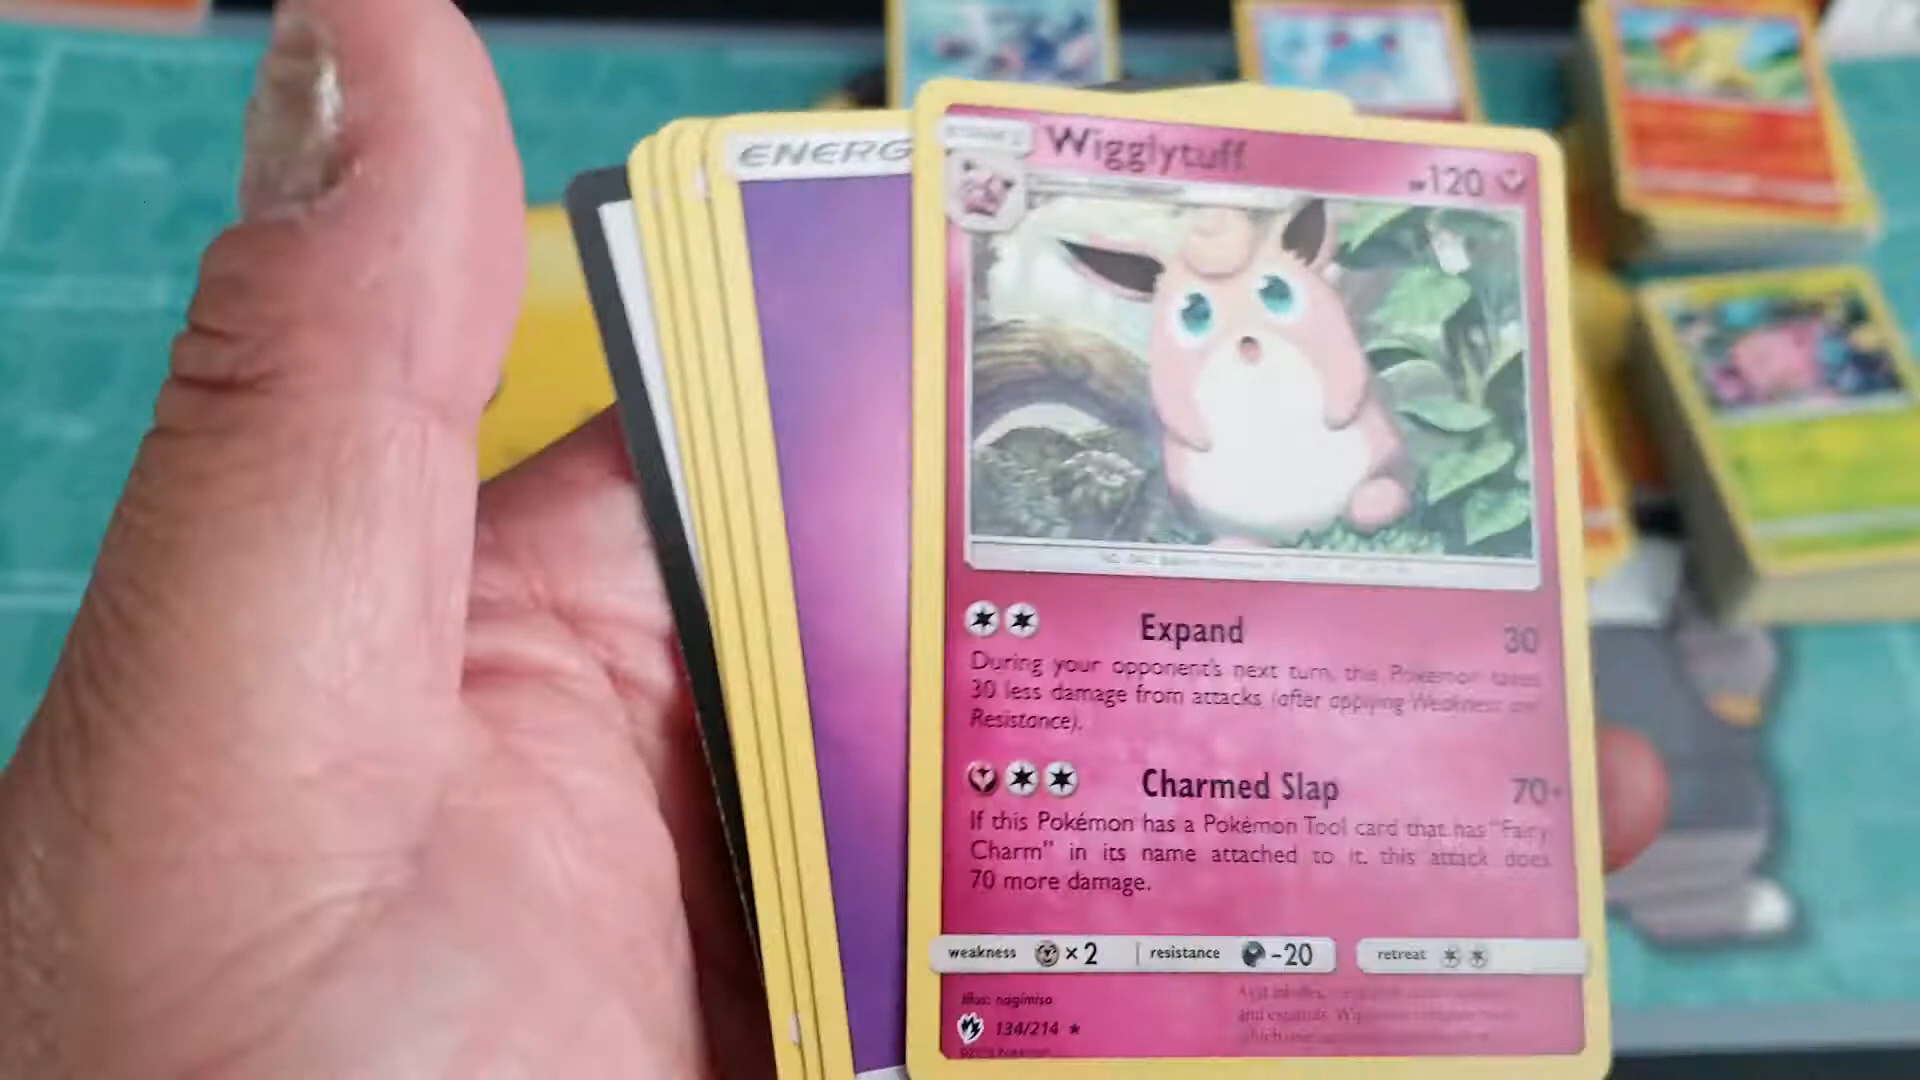 ENERG
Wigglytuff
120
Expand 30
During your opponent's next turn, this Pokémon takes
30 less damage from attacks (after applying Weakness and
Resistance).
Charmed Slap 70+
If this Pokémon has a Pokémon Tool card that has "Fairy
Charm" in its name attached to it, this attack does
70 more damage.
weakness ×2 resistance -20 retreat
Illus. nagimiso
134/214